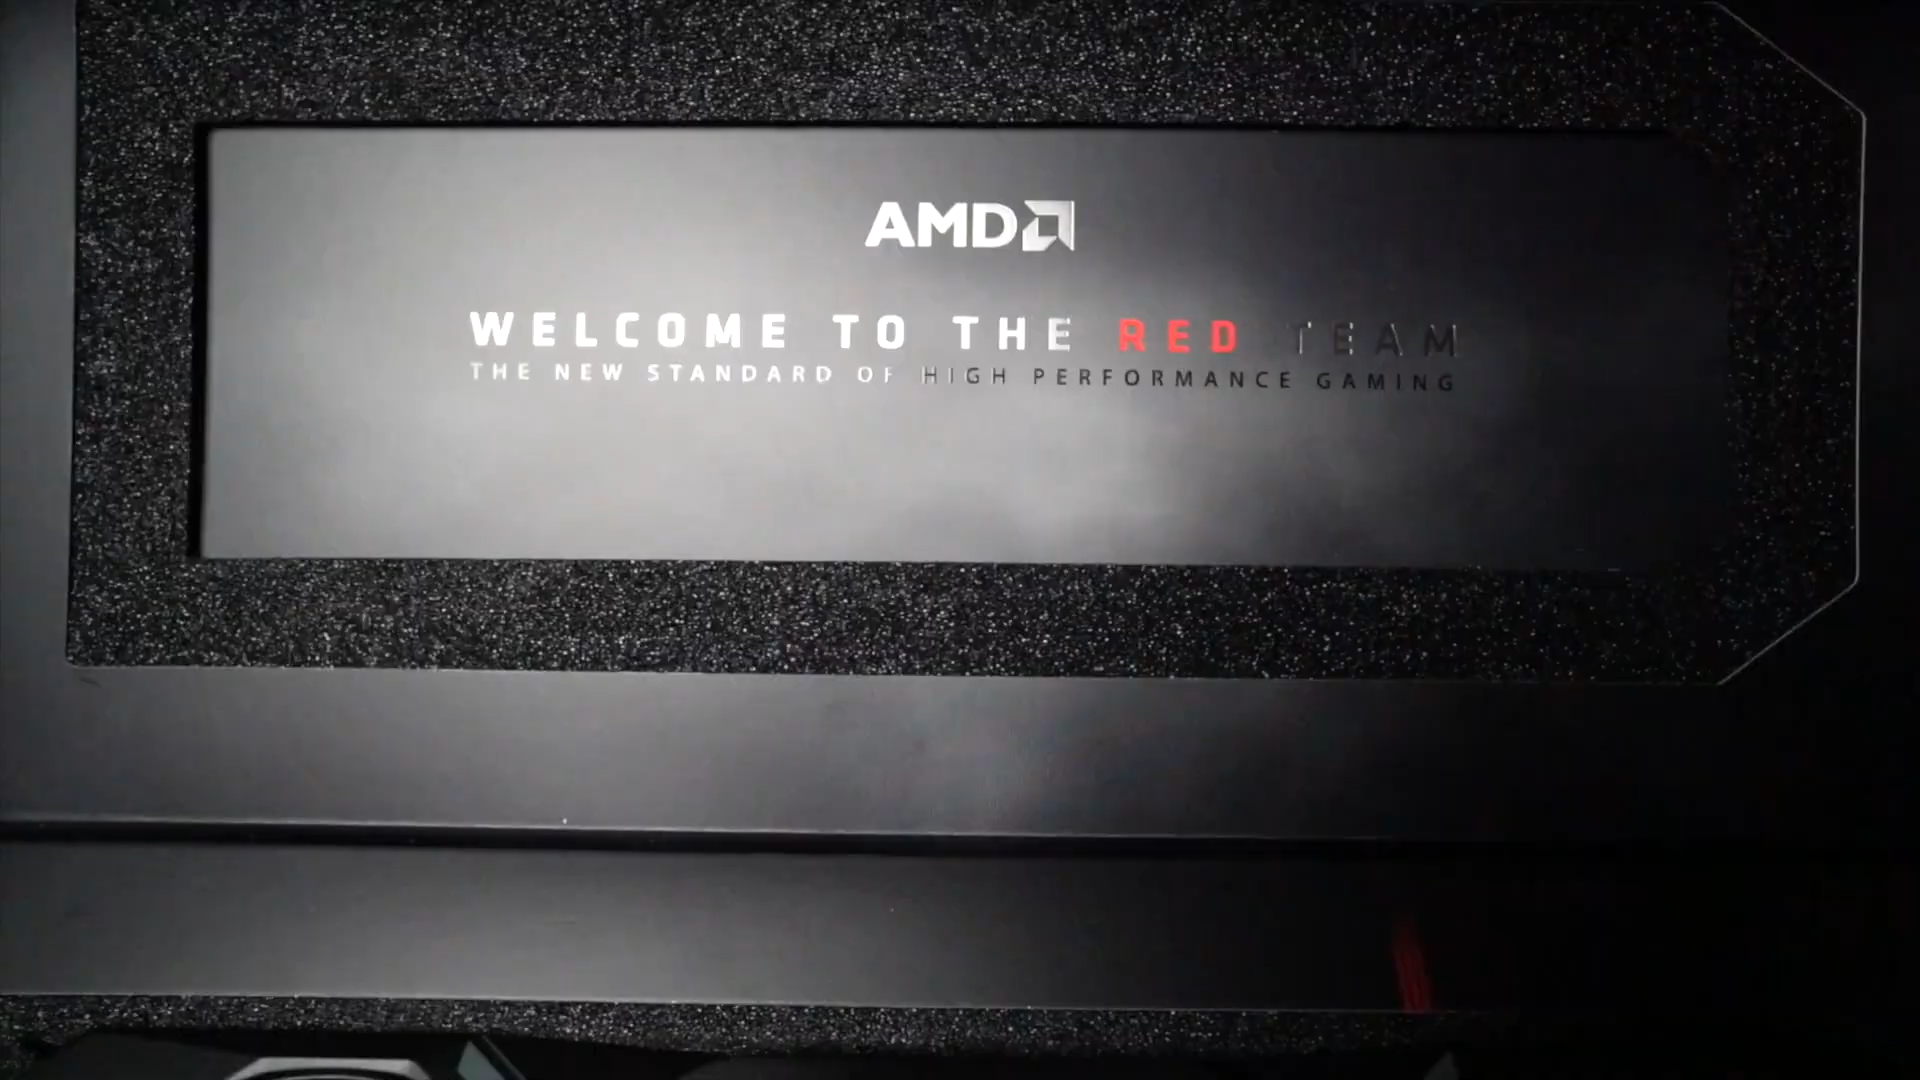 AMD
WELCOME TO THE RED TEAM
THE NEW STANDARD OF HIGH PERFORMANCE GAMING